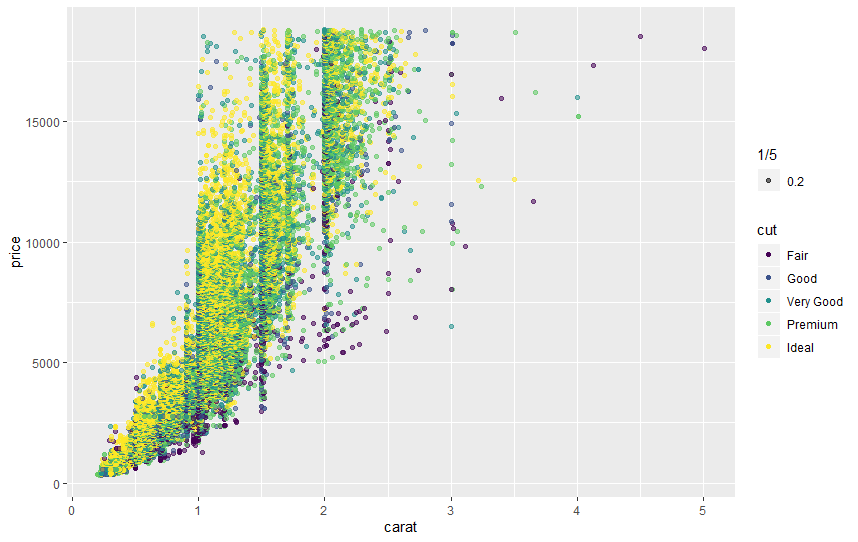 15000
10000
5000
0
price
0
1
2
3
4
5
carat
1/5
0.2
cut
Fair
Good
Very Good
Premium
Ideal